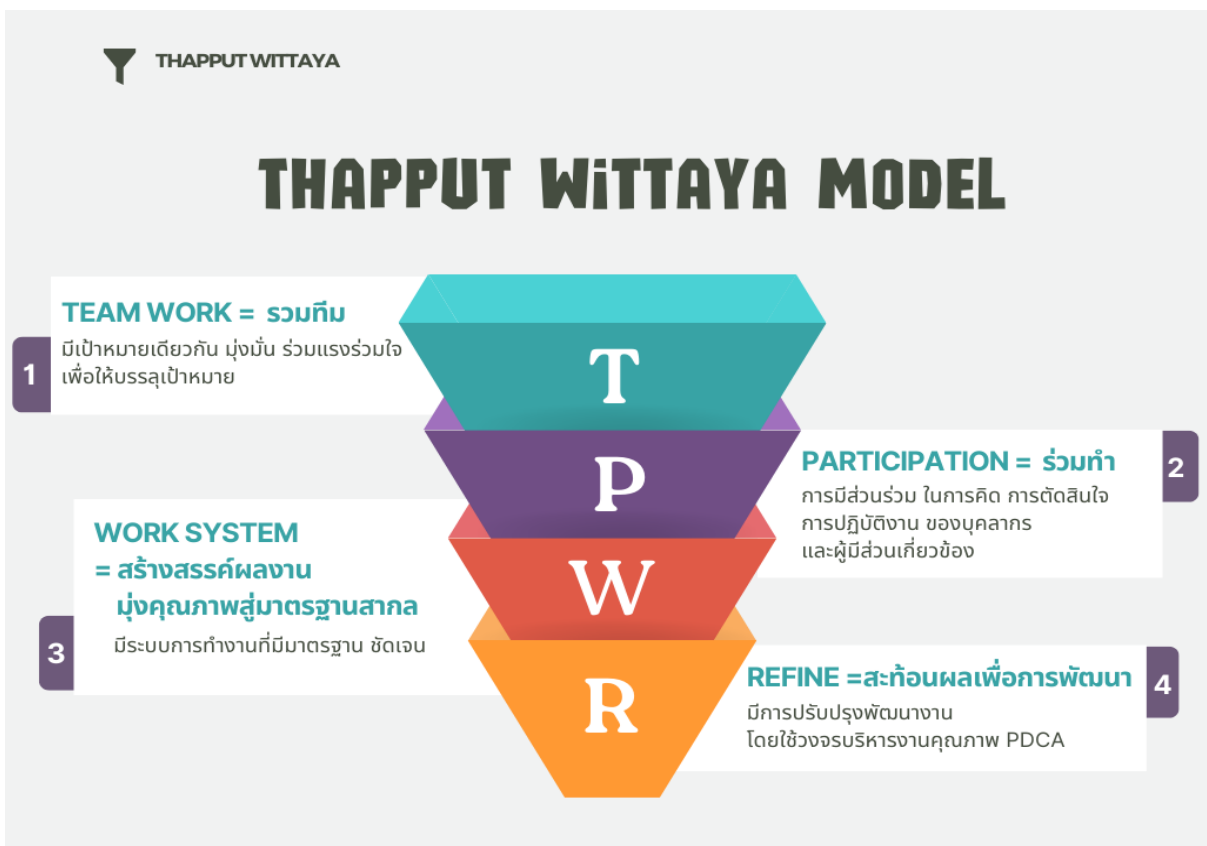 THAPPUT WITTAYA
THAPPUT WiTTAYA MODEL
TEAM WORK = รวมทีม
มีเป้าหมายเดียวกัน มุ่งมั่น ร่วมแรงร่วมใจ
เพื่อให้บรรลุเป้าหมาย
1
T
P
PARTICIPATION = ร่วมทำ
การมีส่วนร่วม ในการคิด การตัดสินใจ
การปฏิบัติงาน ของบุคลากร
และผู้มีส่วนเกี่ยวข้อง
2
WORK SYSTEM
= สร้างสรรค์ผลงาน
มุ่งคุณภาพสู่มาตรฐานสากล
มีระบบการทำงานที่มีมาตรฐาน ชัดเจน
3
W
R
REFINE =สะท้อนผลเพื่อการพัฒนา
มีการปรับปรุงพัฒนางาน
โดยใช้วงจรบริหารงานคุณภาพ PDCA
4